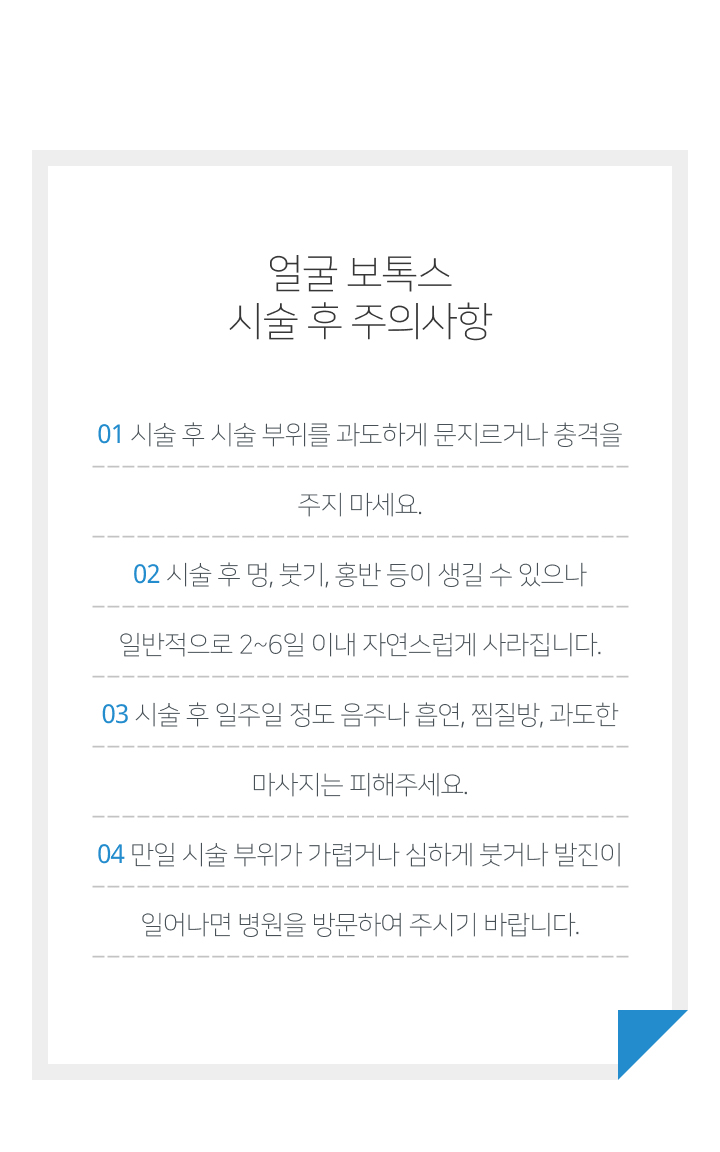 얼굴 보톡스
시술 후 주의사항
01 시술 후 시술 부위를 과도하게 문지르거나 충격을
주지 마세요.
02 시술 후 멍, 붓기, 홍반 등이 생길 수 있으나
일반적으로 2~6일 이내 자연스럽게 사라집니다.
03 시술 후 일주일 정도 음주나 흡연, 찜질방, 과도한
마사지는 피해주세요.
04 만일 시술 부위가 가렵거나 심하게 붓거나 발진이
일어나면 병원을 방문하여 주시기 바랍니다.